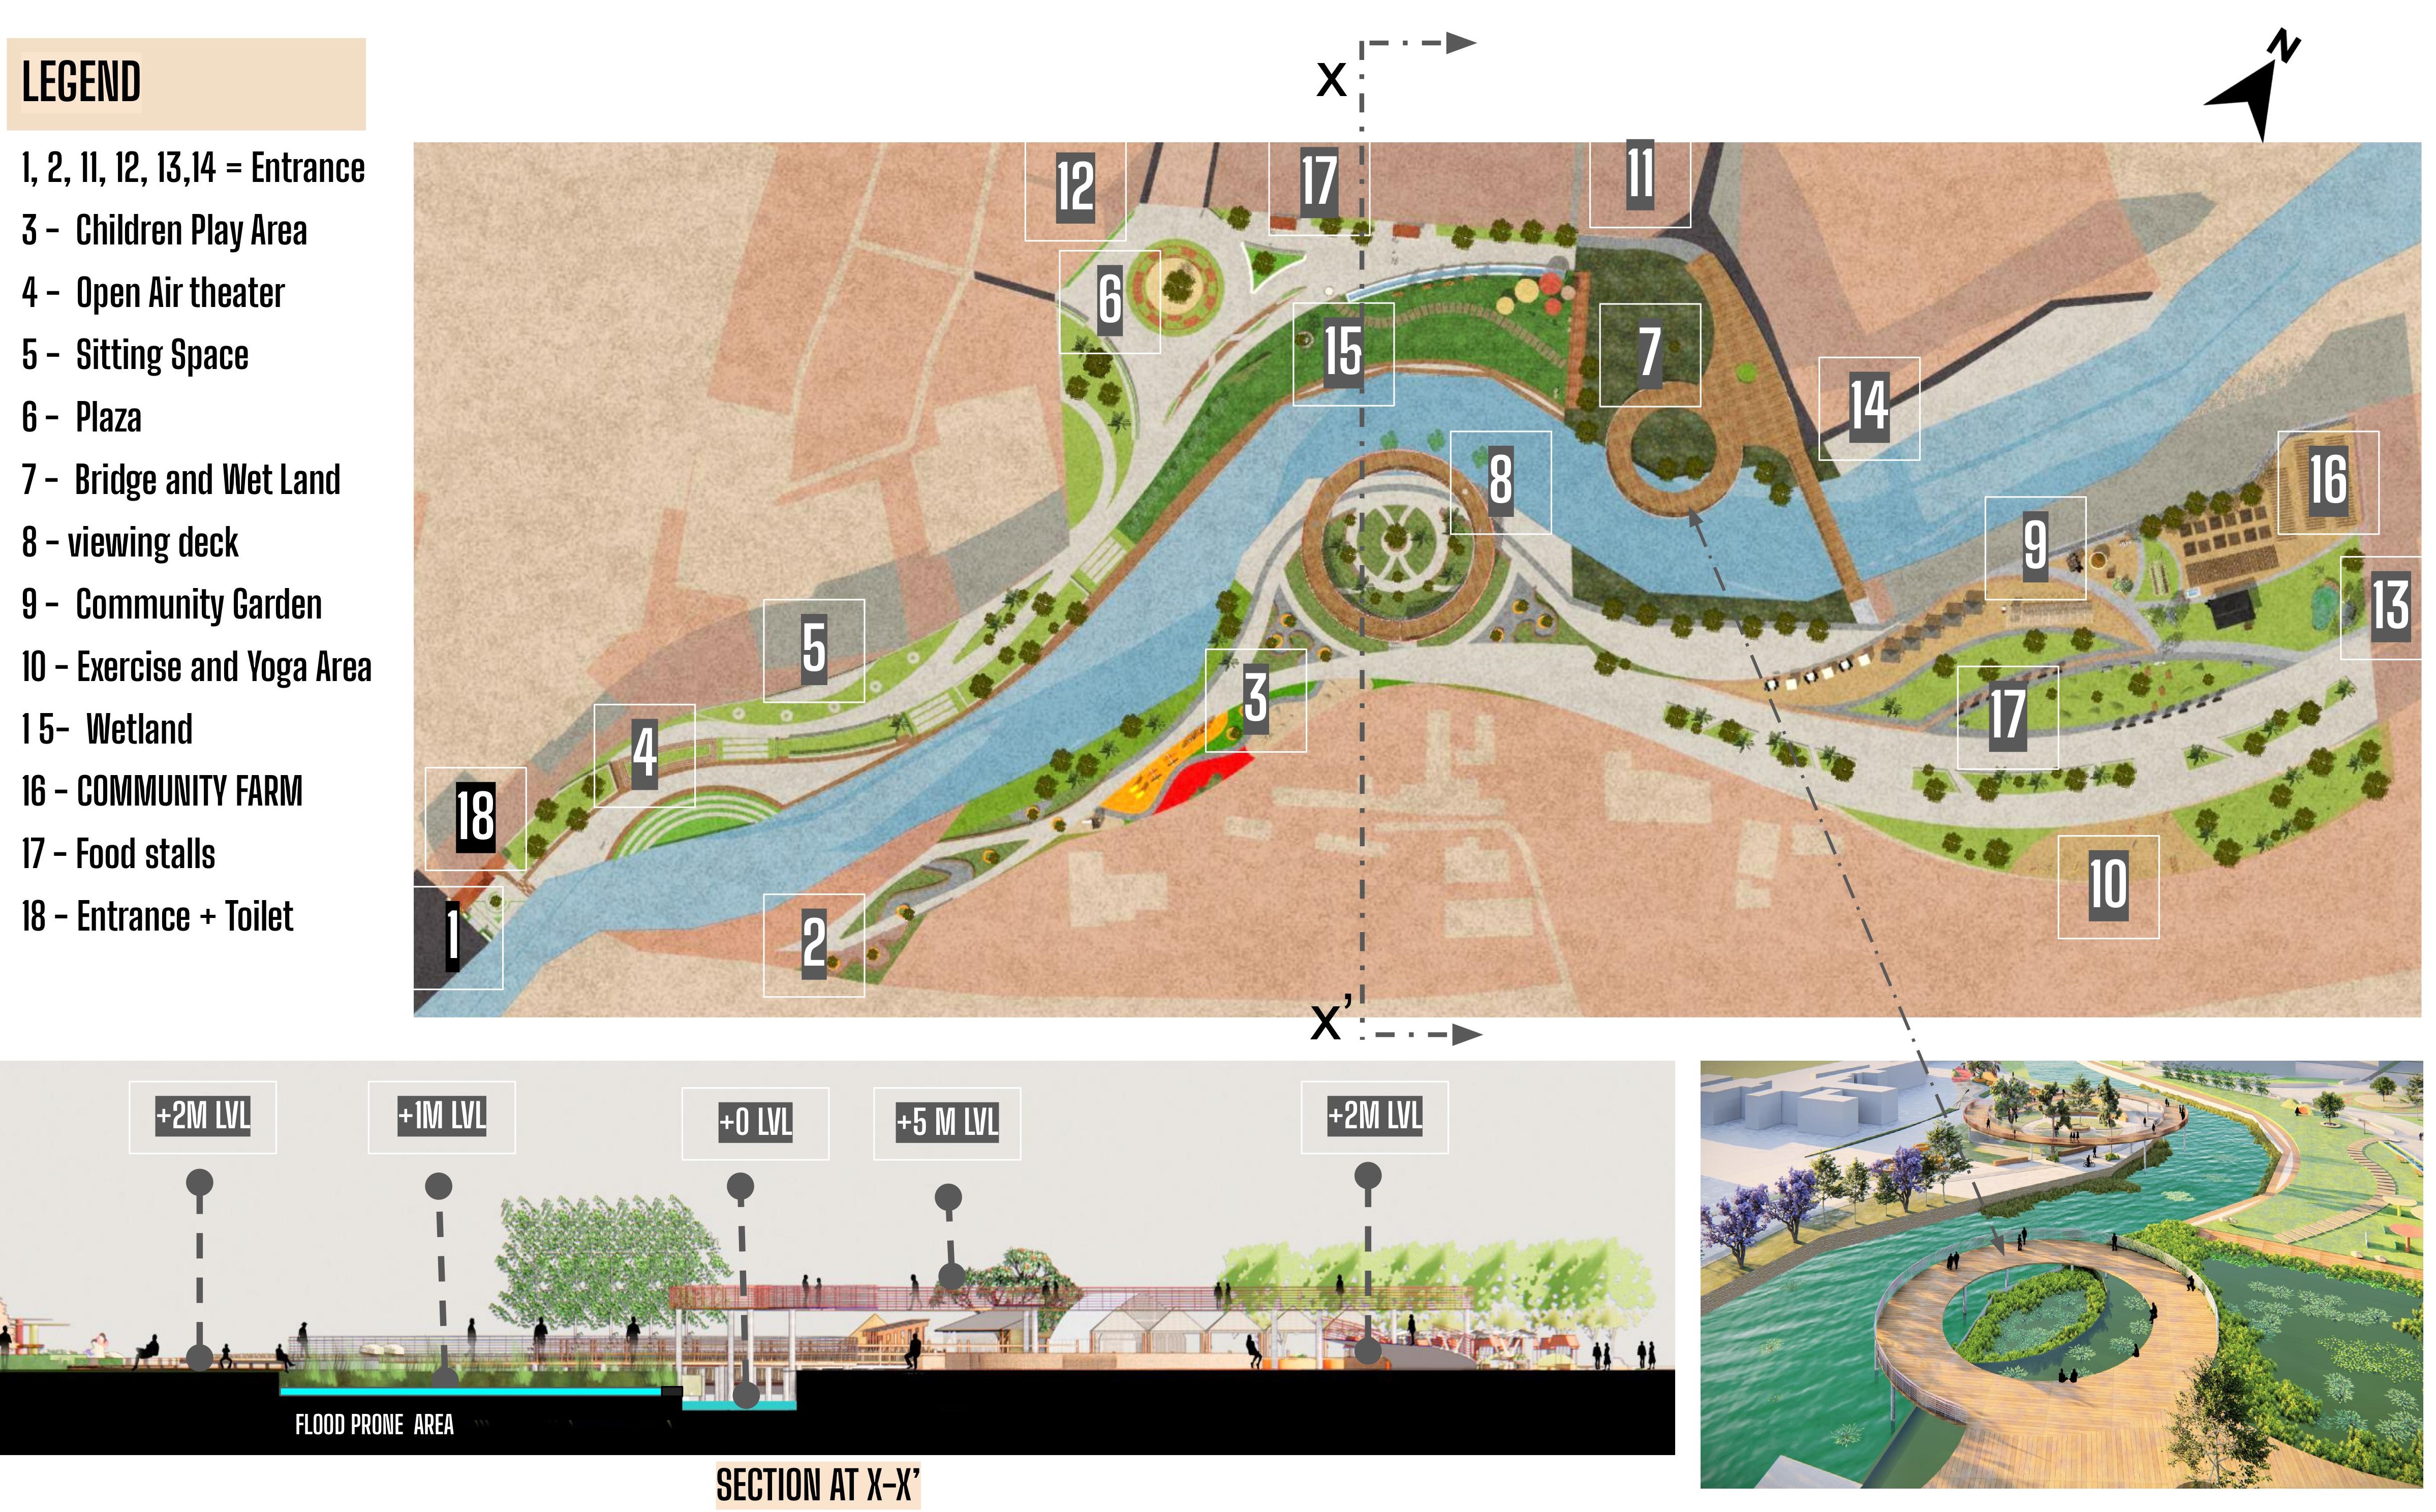 LEGEND
1, 2, 11, 12, 13,14 = Entrance
3 - Children Play Area
4 - Open Air theater
5 - Sitting Space
6 - Plaza
7 - Bridge and Wet Land
8 - viewing deck
9 - Community Garden
10 - Exercise and Yoga Area
1 5- Wetland
16 - COMMUNITY FARM
17 - Food stalls
18 - Entrance + Toilet
X
N
12
17
11
6
15
7
14
8
16
9
13
5
3
17
4
18
10
1
2
X’
+2M LVL
+1M LVL
+0 LVL
+5 M LVL
+2M LVL
FLOOD PRONE AREA
SECTION AT X-X’